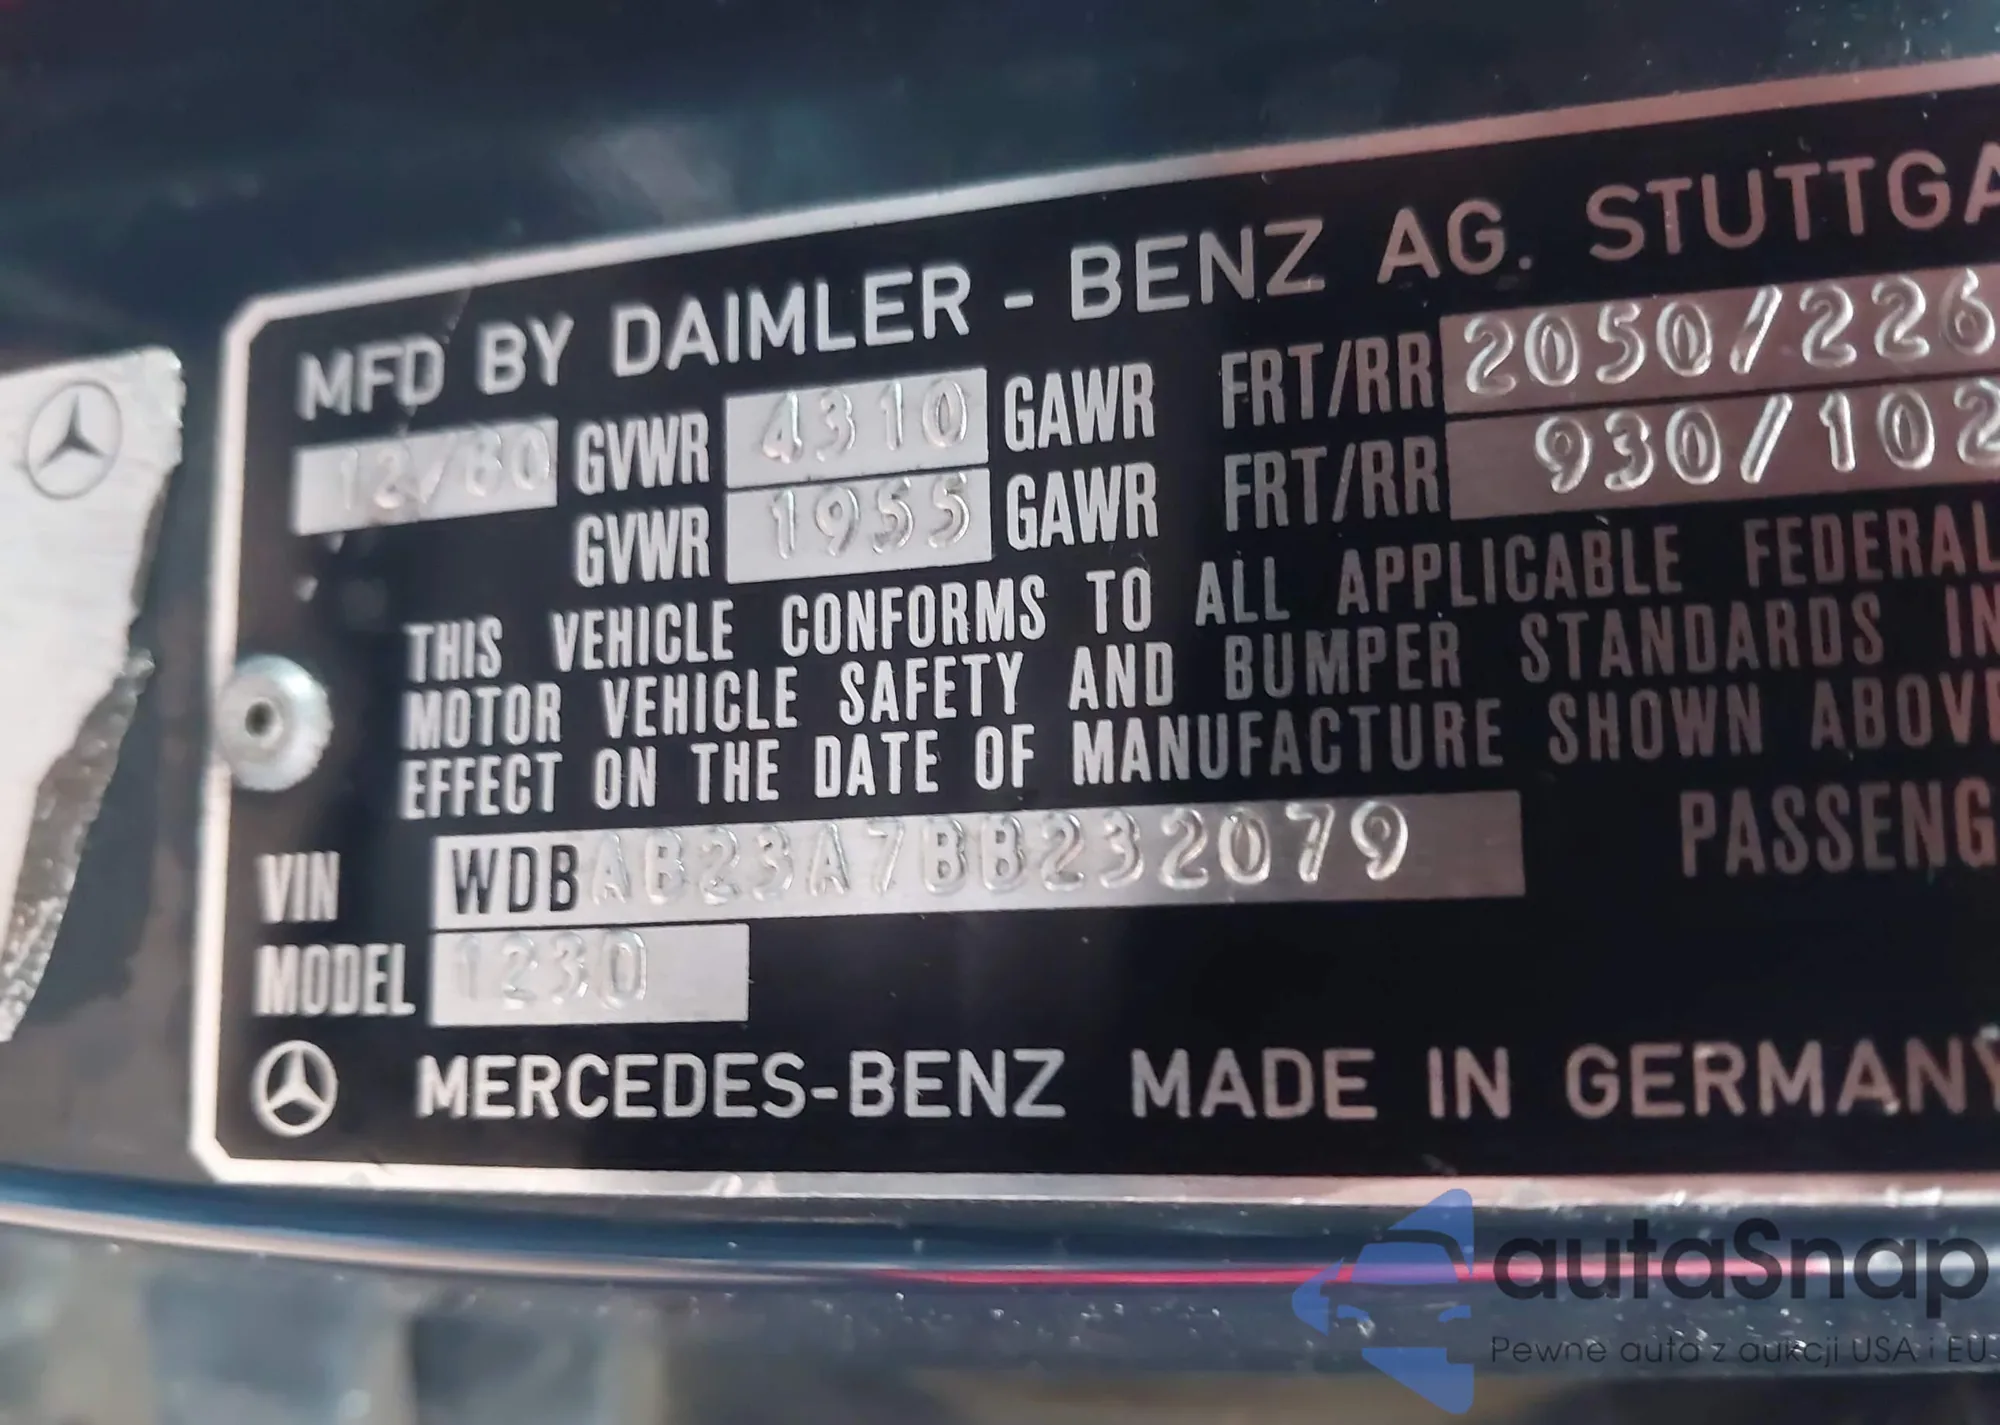 MFD BY DAIMLER - BENZ AG. STUTTGA
12/80 GVWR 4310 GAWR FRT/RR 2050/226
GVWR 1955 GAWR FRT/RR 930/102
THIS VEHICLE CONFORMS TO ALL APPLICABLE FEDERAL
MOTOR VEHICLE SAFETY AND BUMPER STANDARDS IN
EFFECT ON THE DATE OF MANUFACTURE SHOWN ABOVE
VIN WDBAB23A7BB232079 PASSENG
MODEL 1230
MERCEDES-BENZ MADE IN GERMANY
autaSnap
Pewne auta z aukcji USA i EU